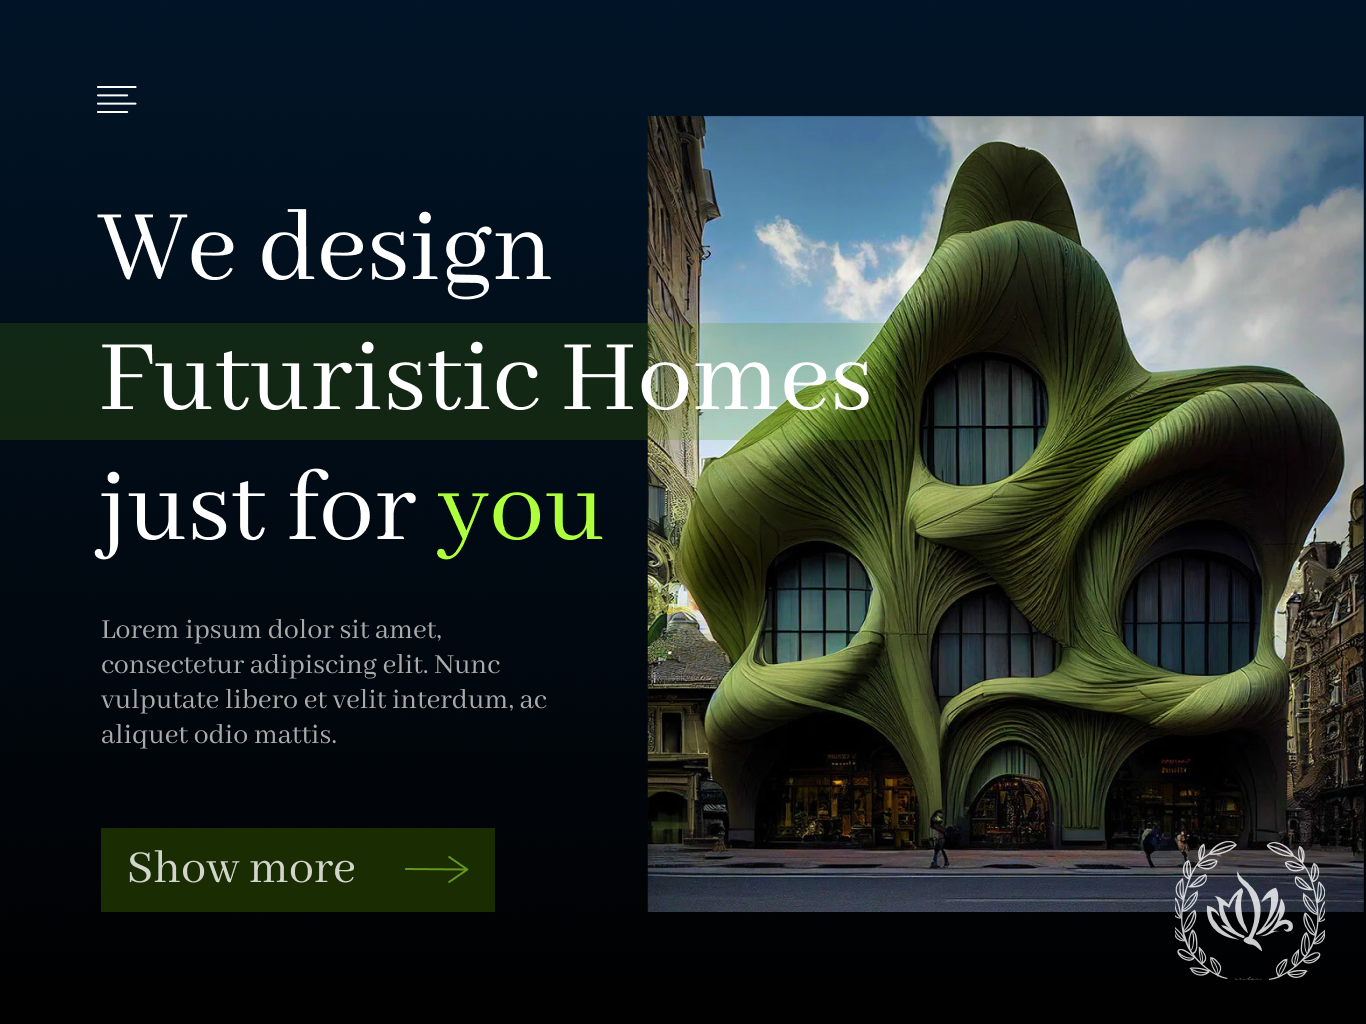 We design
Futuristic Homes
just for you
Lorem ipsum dolor sit amet,
consectetur adipiscing elit. Nunc
vulputate libero et velit interdum, ac
aliquet odio mattis.
Show more